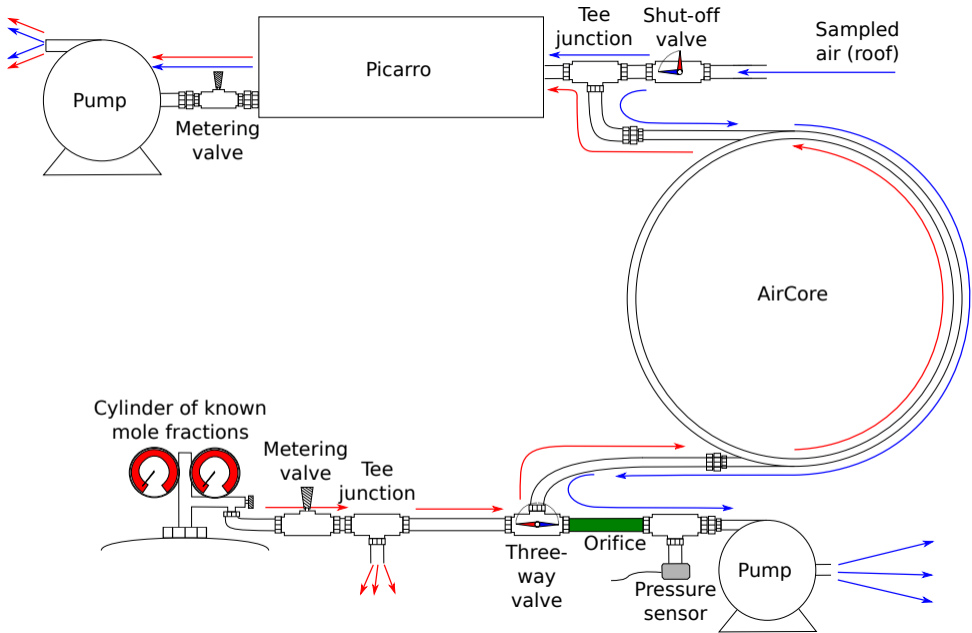 Tee
junction
Shut-off
valve
Sampled
air (roof)
Picarro
Pump
Metering
valve
AirCore
Cylinder of known
mole fractions
Metering
valve
Tee
junction
Three-
way
valve
Orifice
Pressure
sensor
Pump